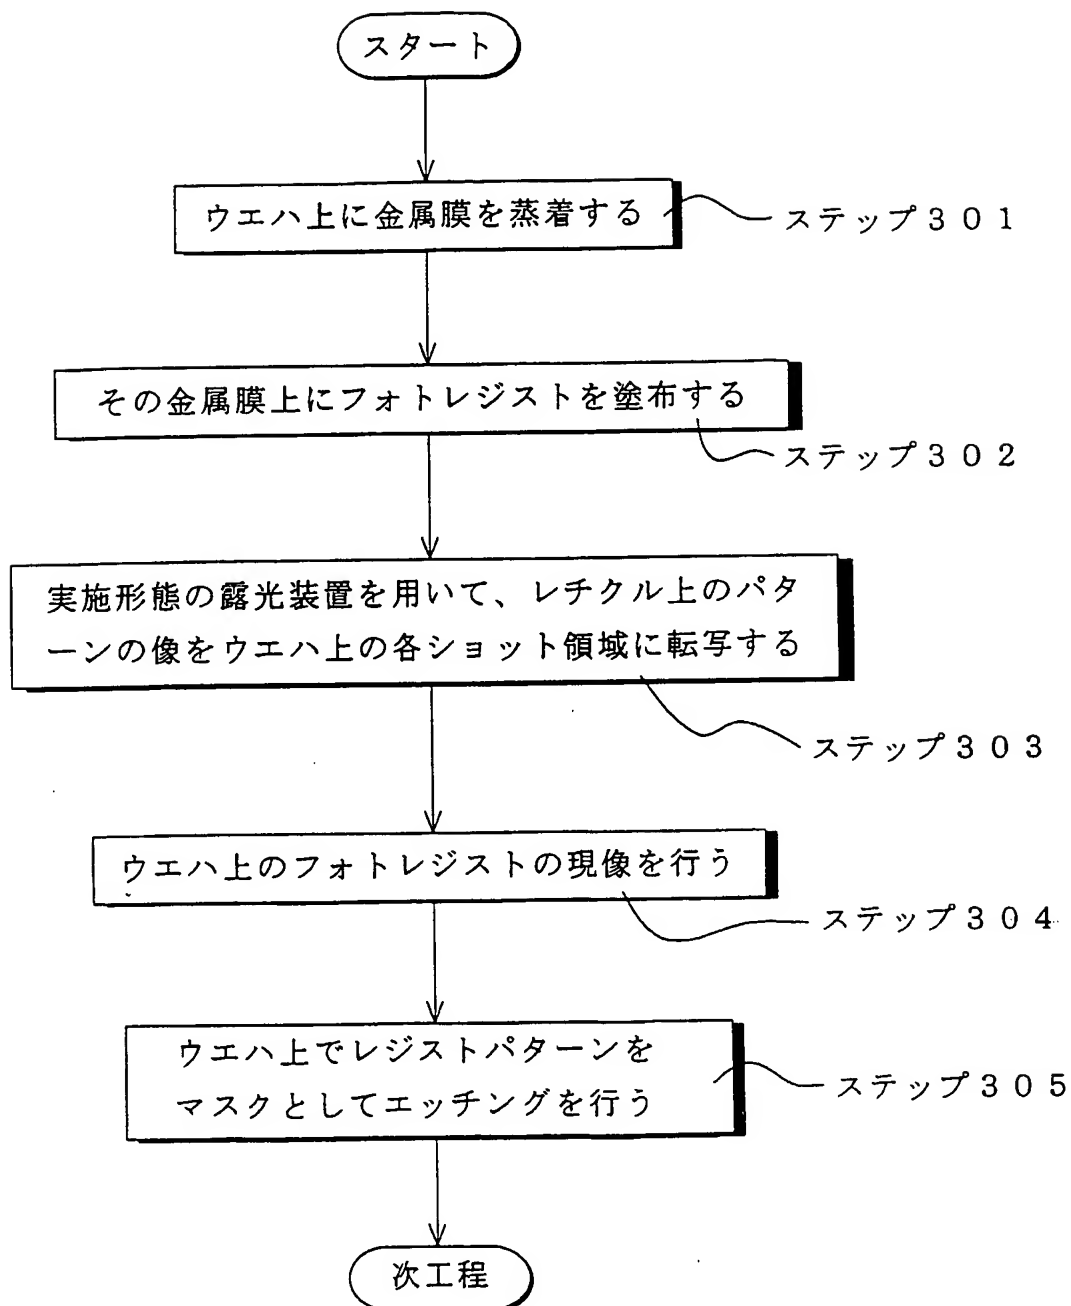 スタート
ウエハ上に金属膜を蒸着する
ステップ３０１
その金属膜上にフォトレジストを塗布する
ステップ３０２
実施形態の露光装置を用いて、レチクル上のパタ
ーンの像をウエハ上の各ショット領域に転写する
ステップ３０３
ウエハ上のフォトレジストの現像を行う
ステップ３０４
ウエハ上でレジストパターンを
マスクとしてエッチングを行う
ステップ３０５
次工程